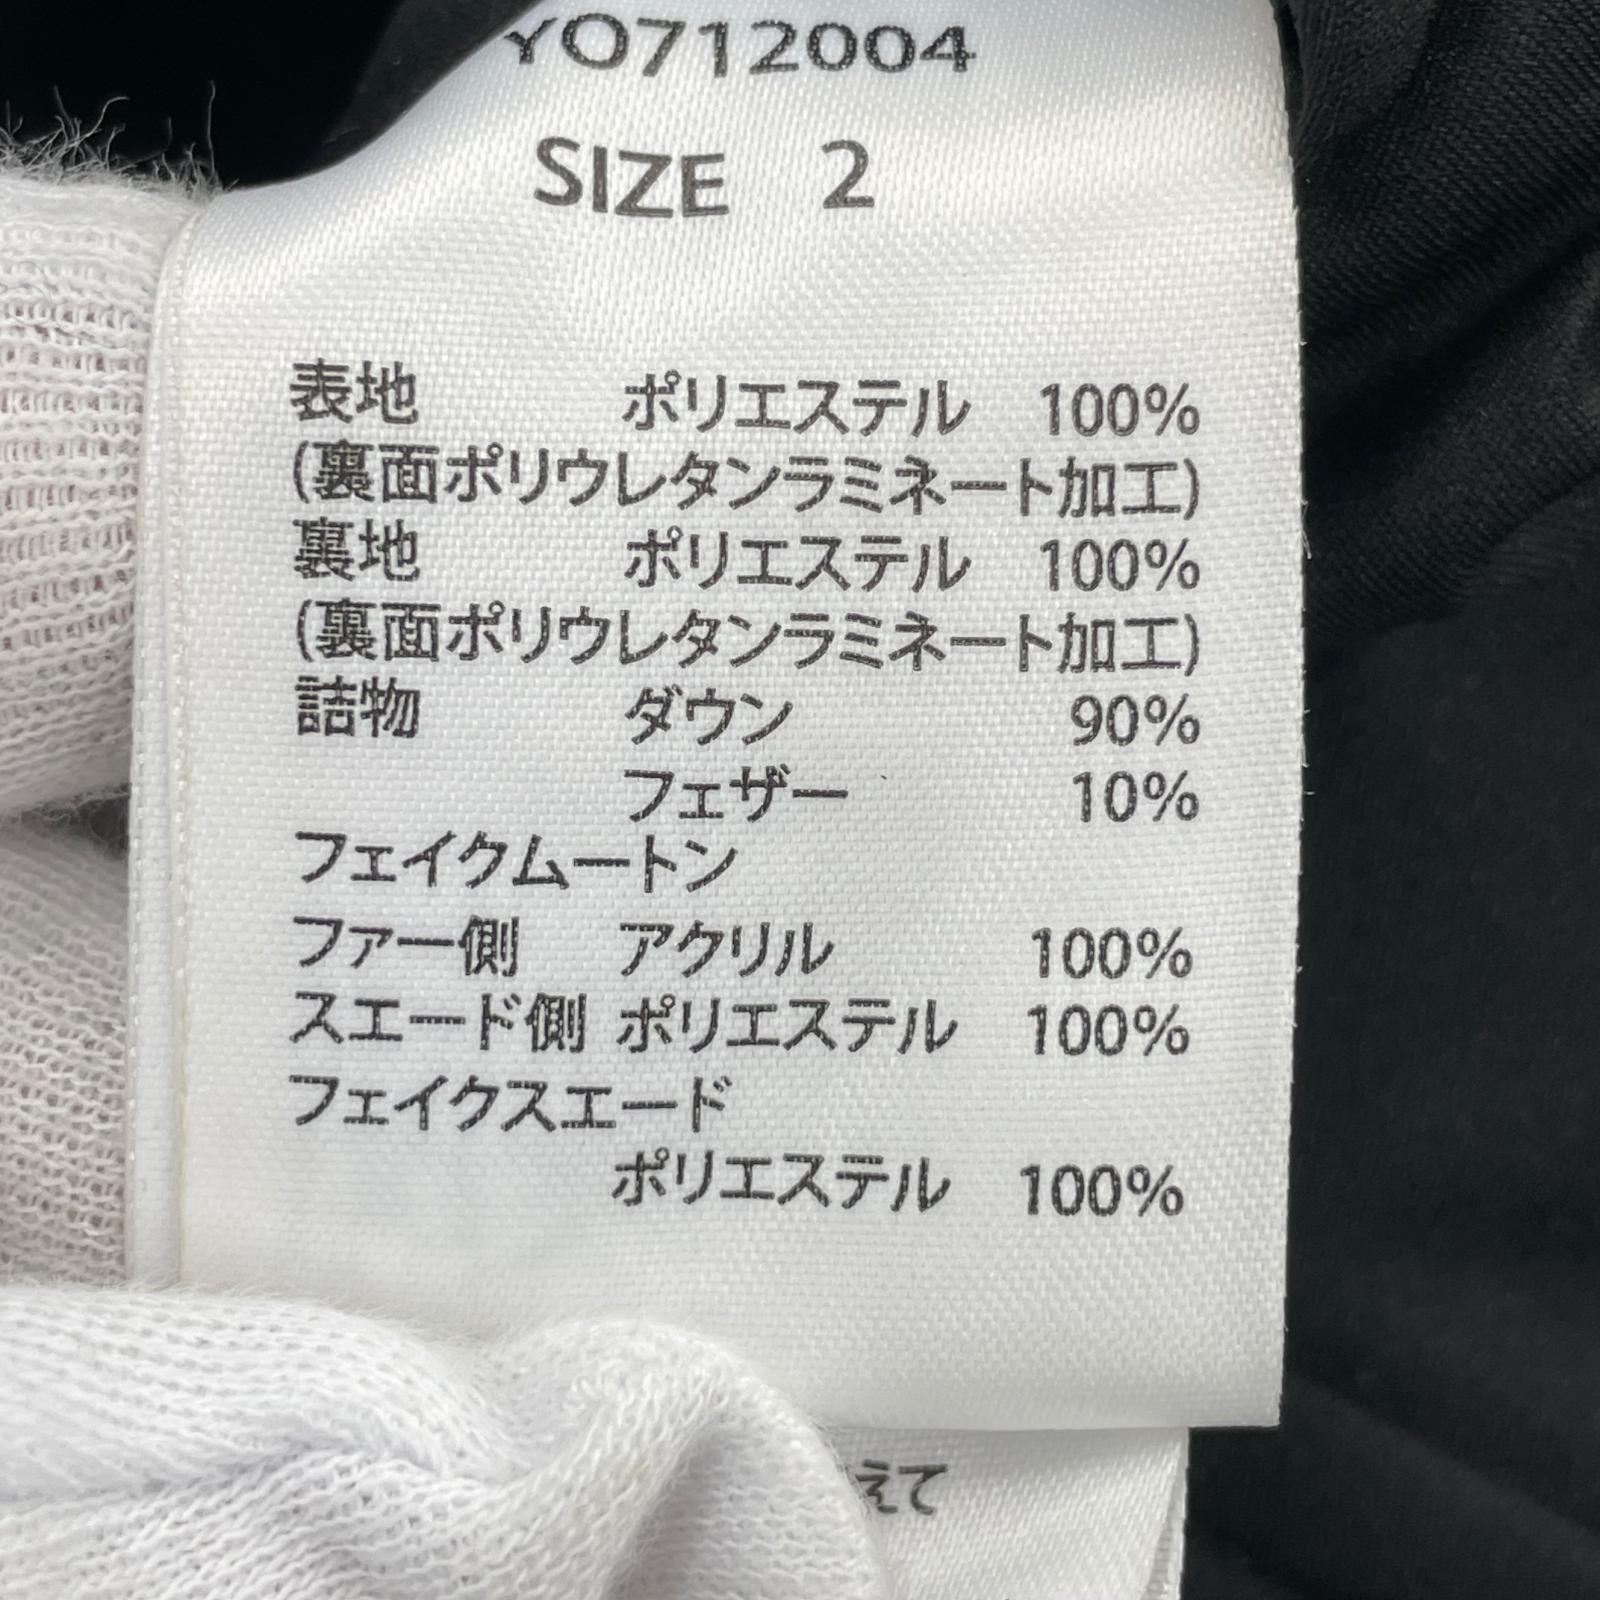 YO712004
SIZE 2
表地 ポリエステル 100%
(裏面ポリウレタンラミネート加工)
裏地 ポリエステル 100%
(裏面ポリウレタンラミネート加工)
詰物 ダウン 90%
フェザー 10%
フェイクムートン
ファー側 アクリル 100%
スエード側 ポリエステル 100%
フェイクスエード
ポリエステル 100%
えて